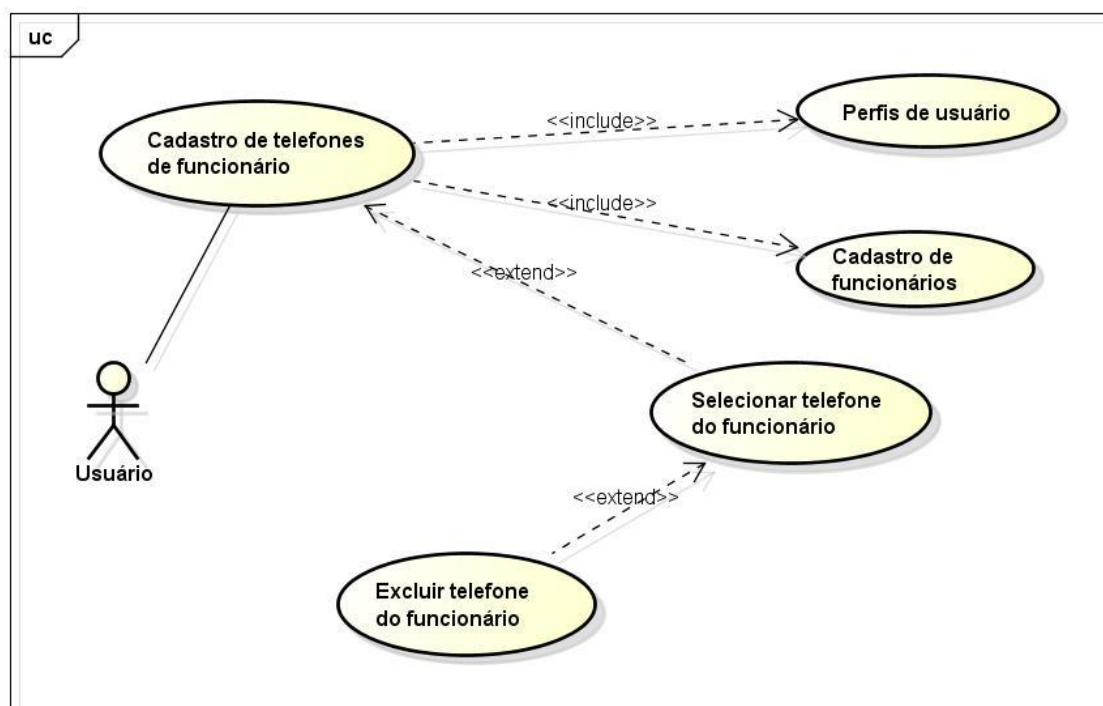 uc
Cadastro de telefones
de funcionário
<<include>>
Perfis de usuário
<<include>>
Cadastro de
funcionários
<<extend>>
Selecionar telefone
do funcionário
Usuário
<<extend>>
Excluir telefone
do funcionário